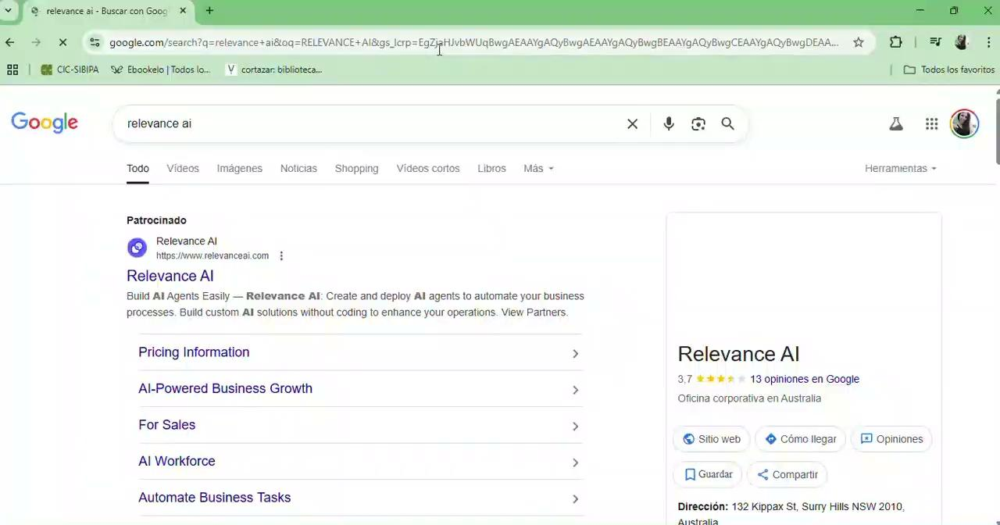 relevance ai - Buscar con Goog
google.com/search?q=relevance+ai&oq=RELEVANCE+AI&gs_lcrp=EgZjaHJvbWUqBwgAEAAYgAQyBwgAEAAYgAQyBwgBEAAYgAQyBwgCEAAYgAQyBwgDEAA...
CIC-SIBIPA
Ebookelo | Todos lo...
cortazar: biblioteca...
Todos los favoritos
Google
relevance ai
Todo
Vídeos
Imágenes
Noticias
Shopping
Vídeos cortos
Libros
Más
Herramientas
Patrocinado
Relevance AI
https://www.relevanceai.com
Relevance AI
Build AI Agents Easily — Relevance AI: Create and deploy AI agents to automate your business
processes. Build custom AI solutions without coding to enhance your operations. View Partners.
Pricing Information
AI-Powered Business Growth
For Sales
AI Workforce
Automate Business Tasks
Relevance AI
3,7
13 opiniones en Google
Oficina corporativa en Australia
Sitio web
Cómo llegar
Opiniones
Guardar
Compartir
Dirección: 132 Kippax St, Surry Hills NSW 2010,
Australia